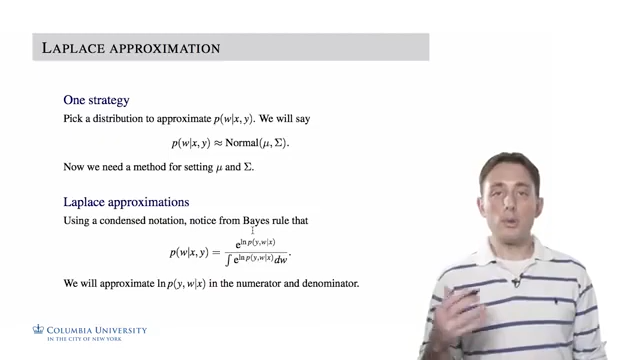 LAPLACE APPROXIMATION
One strategy
Pick a distribution to approximate p(w|x, y). We will say
p(w|x, y) ≈ Normal(μ, Σ).
Now we need a method for setting μ and Σ.
Laplace approximations
Using a condensed notation, notice from Bayes rule that
p(w|x, y) = e^{ln p(y,w|x)} / ∫ e^{ln p(y,w|x)} dw.
We will approximate ln p(y, w|x) in the numerator and denominator.
COLUMBIA UNIVERSITY
IN THE CITY OF NEW YORK